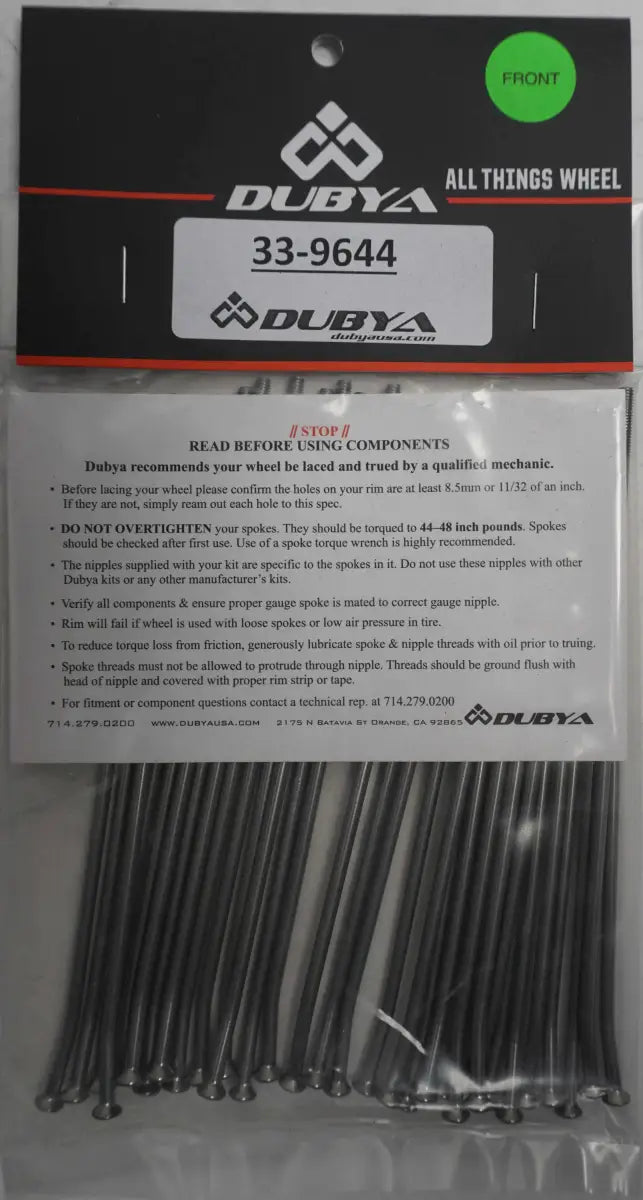 FRONT
DUBYA
ALL THINGS WHEEL
33-9644
DUBYA
dubyausa.com
// STOP //
READ BEFORE USING COMPONENTS
Dubya recommends your wheel be laced and trued by a qualified mechanic.
• Before lacing your wheel please confirm the holes on your rim are at least 8.5mm or 11/32 of an inch.
If they are not, simply ream out each hole to this spec.
• DO NOT OVERTIGHTEN your spokes. They should be torqued to 44–48 inch pounds. Spokes
should be checked after first use. Use of a spoke torque wrench is highly recommended.
• The nipples supplied with your kit are specific to the spokes in it. Do not use these nipples with other
Dubya kits or any other manufacturer's kits.
• Verify all components & ensure proper gauge spoke is mated to correct gauge nipple.
• Rim will fail if wheel is used with loose spokes or low air pressure in tire.
• To reduce torque loss from friction, generously lubricate spoke & nipple threads with oil prior to truing.
• Spoke threads must not be allowed to protrude through nipple. Threads should be ground flush with
head of nipple and covered with proper rim strip or tape.
• For fitment or component questions contact a technical rep. at 714.279.0200
714.279.0200 WWW.DUBYAUSA.COM 2175 N BATAVIA ST ORANGE, CA 92865 DUBYA